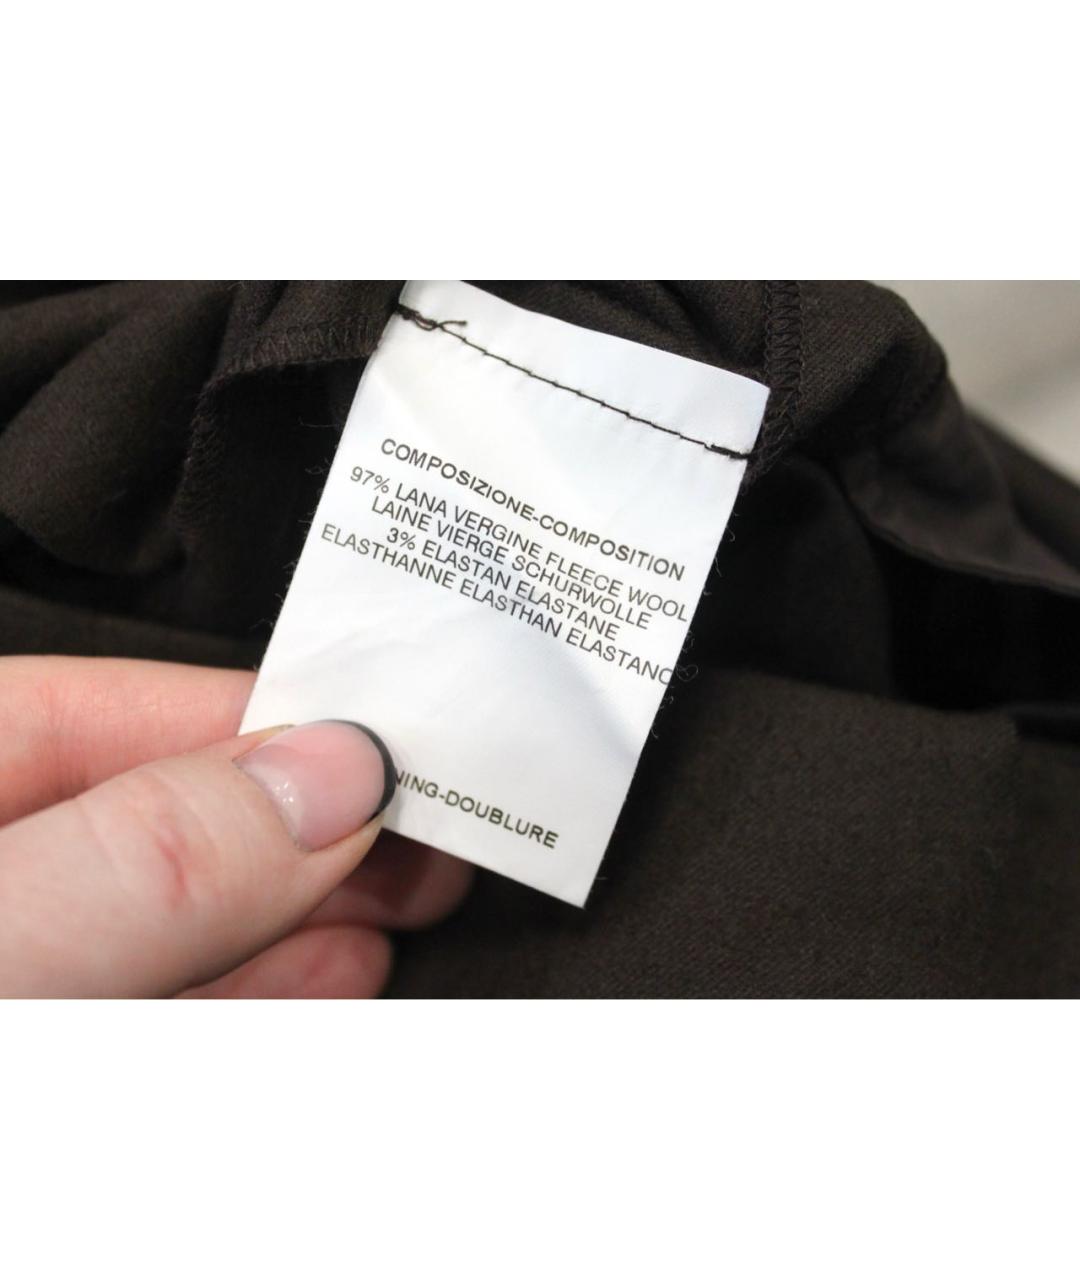 COMPOSIZIONE-COMPOSITION
97% LANA VERGINE FLEECE WOOL
LAINE VIERGE SCHURWOLLE
3% ELASTAN ELASTANE
ELASTHANNE ELASTHAN ELASTANO
NING-DOUBLURE